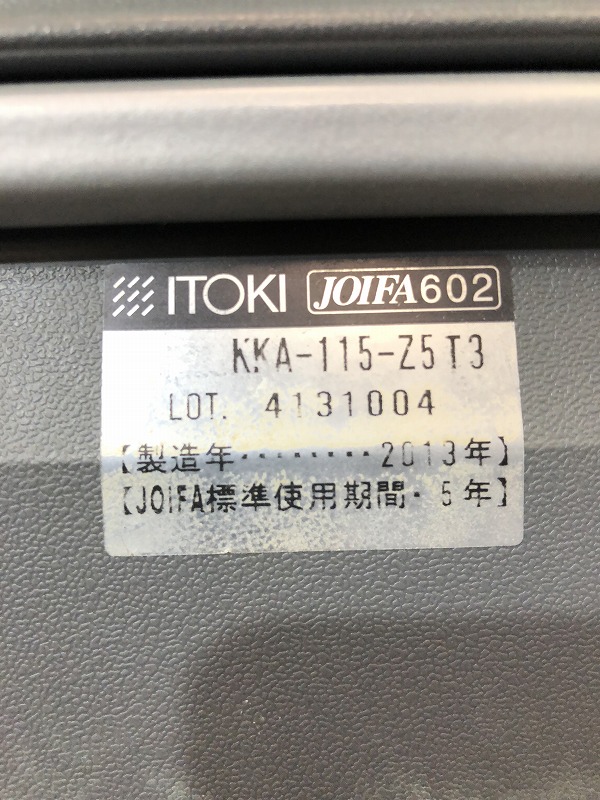 ITOKI JOIFA602
KKA-115-Z5T3
LOT. 4131004
【製造年・・・・・・・・2013年】
【JOIFA標準使用期間・5年】